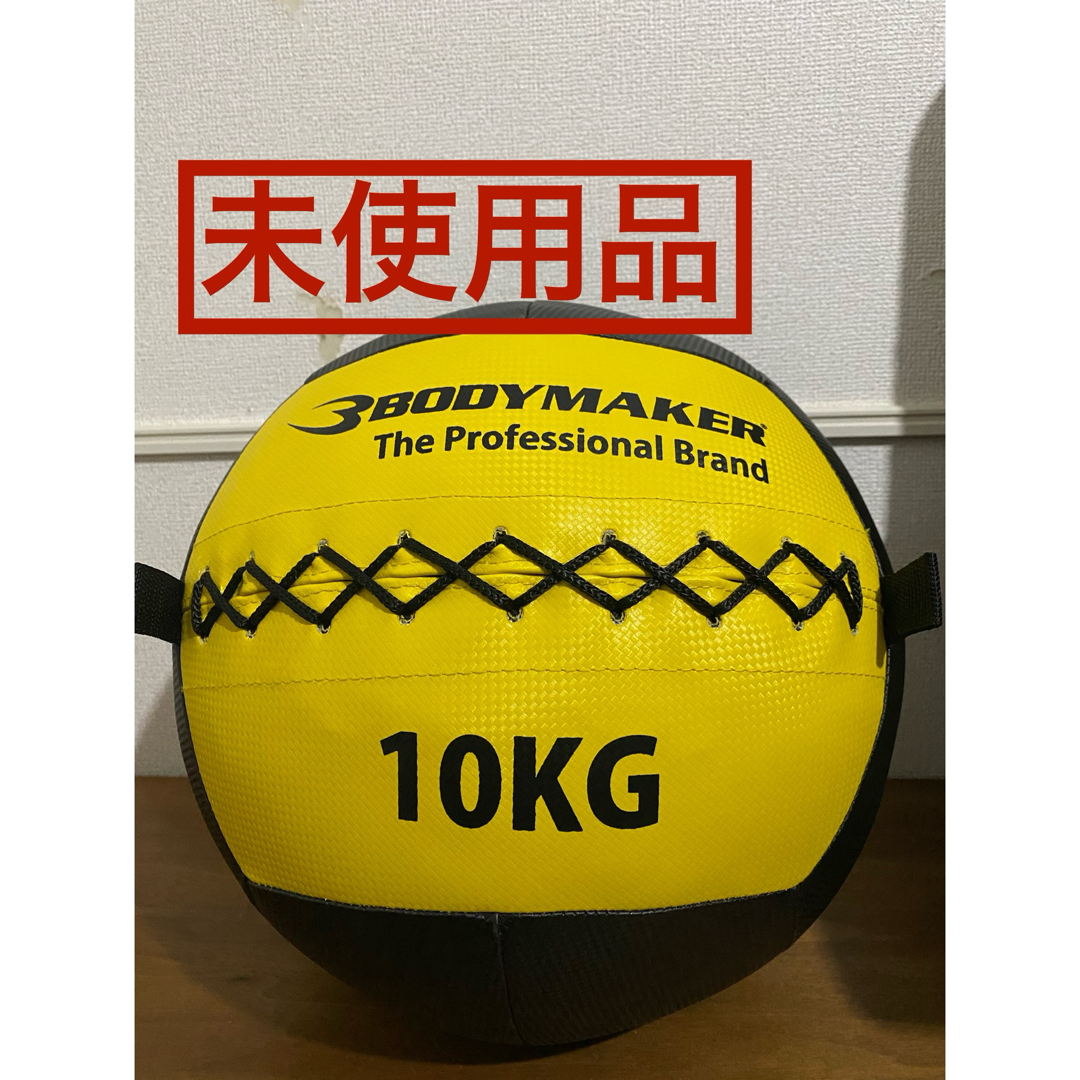 未使用品
BODYMAKER
The Professional Brand
10KG